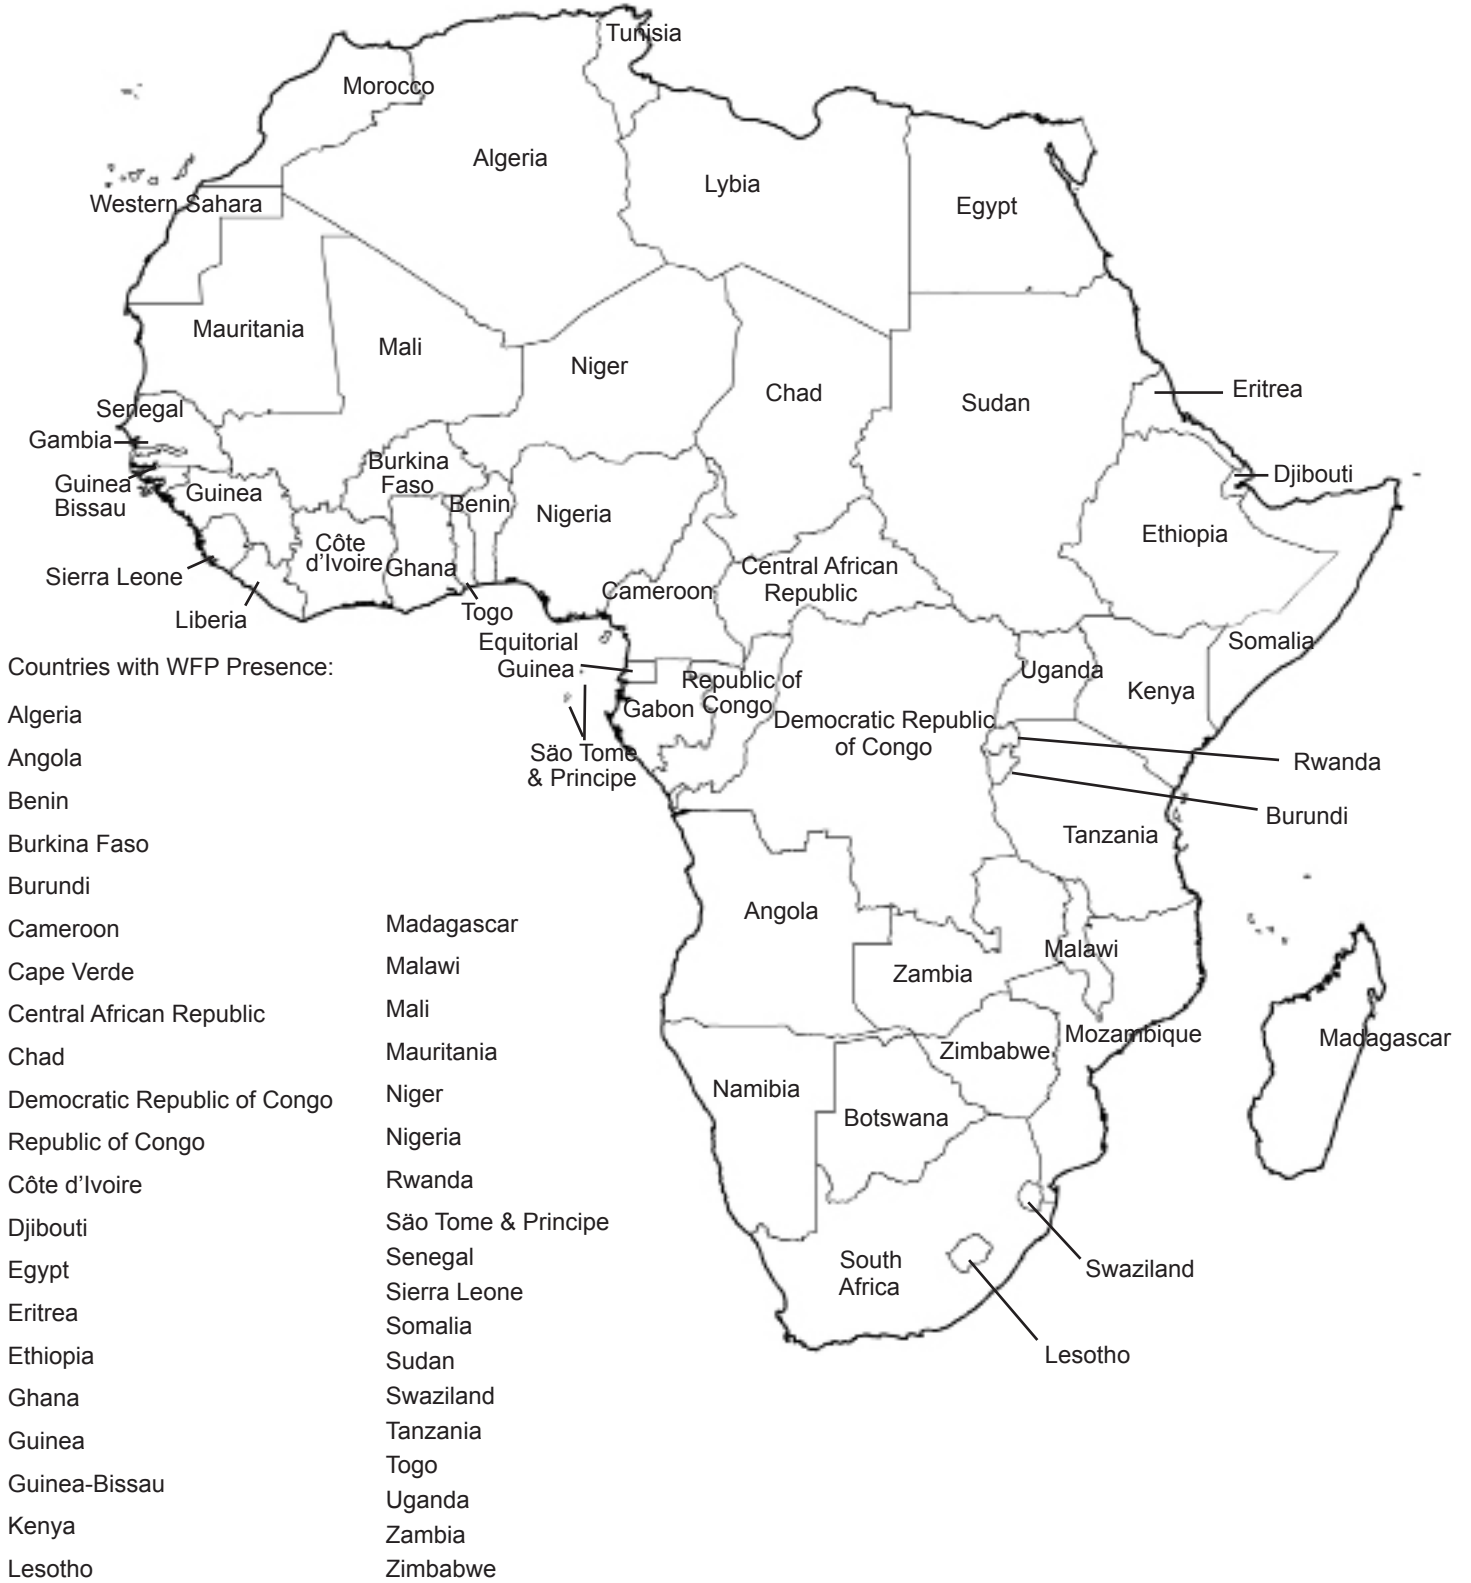 Tunisia
Morocco
Algeria
Lybia
Egypt
Western Sahara
Mauritania
Mali
Niger
Chad
Sudan
Eritrea
Senegal
Gambia
Guinea
Bissau
Guinea
Burkina
Faso
Benin
Nigeria
Djibouti
Ethiopia
Côte
d’Ivoire
Ghana
Sierra Leone
Liberia
Togo
Cameroon
Central African
Republic
Equitorial
Guinea
Somalia
Uganda
Kenya
Republic of
Congo
Gabon
Democratic Republic
of Congo
São Tome
& Principe
Rwanda
Burundi
Tanzania
Angola
Zambia
Malawi
Mozambique
Madagascar
Zimbabwe
Namibia
Botswana
South
Africa
Swaziland
Lesotho
Countries with WFP Presence:
Algeria
Angola
Benin
Burkina Faso
Burundi
Cameroon
Cape Verde
Central African Republic
Chad
Democratic Republic of Congo
Republic of Congo
Côte d’Ivoire
Djibouti
Egypt
Eritrea
Ethiopia
Ghana
Guinea
Guinea-Bissau
Kenya
Lesotho
Madagascar
Malawi
Mali
Mauritania
Niger
Nigeria
Rwanda
Säo Tome & Principe
Senegal
Sierra Leone
Somalia
Sudan
Swaziland
Tanzania
Togo
Uganda
Zambia
Zimbabwe